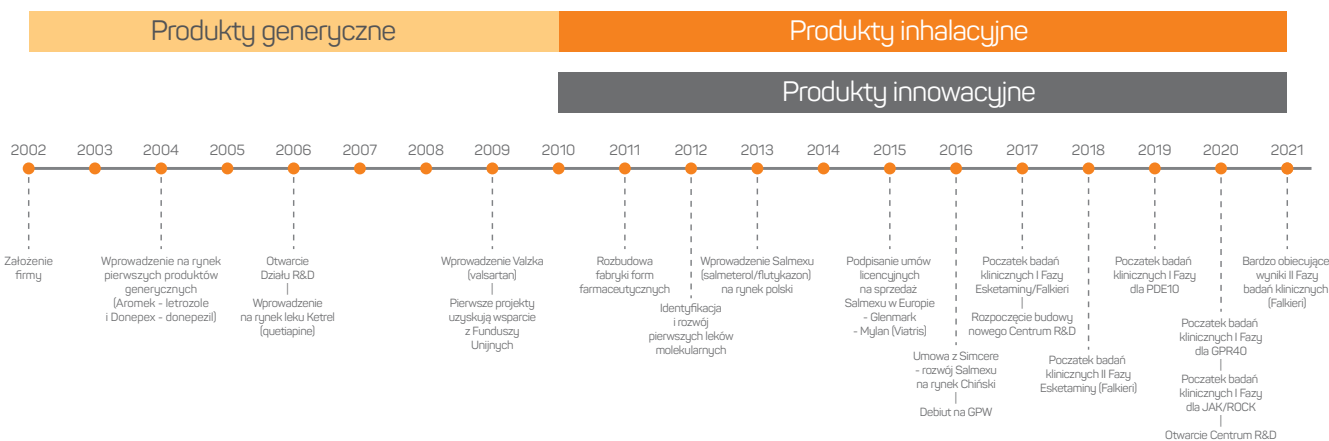 Produkty generyczne
Produkty inhalacyjne
Produkty innowacyjne
2002 2003 2004 2005 2006 2007 2008 2009 2010 2011 2012 2013 2014 2015 2016 2017 2018 2019 2020 2021
Założenie
firmy
Wprowadzenie na rynek
pierwszych produktów
generycznych
(Aromek - letrozole
i Donepex - donepezil)
Otwarcie
Działu R&D
Wprowadzenie
na rynek leku Ketrel
(quetiapine)
Wprowadzenie Valzka
(valsartan)
Pierwsze projekty
uzyskują wsparcie
z Funduszy
Unijnych
Rozbudowa
fabryki form
farmaceutycznych
Identyfikacja
i rozwój
pierwszych leków
molekularnych
Wprowadzenie Salmexu
(salmeterol/flutykazon)
na rynek polski
Podpisanie umów
licencyjnych
na sprzedaż
Salmexu w Europie
- Glenmark
- Mylan (Viatris)
Umowa z Simcere
- rozwój Salmexu
na rynek Chiński
Debiut na GPW
Poczatek badań
klinicznych I Fazy
Esketaminy/Falkieri
Rozpoczęcie budowy
nowego Centrum R&D
Poczatek badań
klinicznych II Fazy
Esketaminy (Falkieri)
Poczatek badań
klinicznych I Fazy
dla PDE10
Poczatek badań
klinicznych I Fazy
dla GPR40
Poczatek badań
klinicznych I Fazy
dla JAK/ROCK
Otwarcie Centrum R&D
Bardzo obiecujące
wyniki II Fazy
badań klinicznych
(Falkieri)